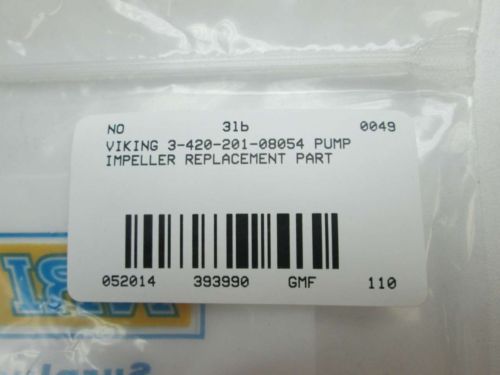 NO 3lb 0049
VIKING 3-420-201-08054 PUMP
IMPELLER REPLACEMENT PART
052014 393990 GMF 110